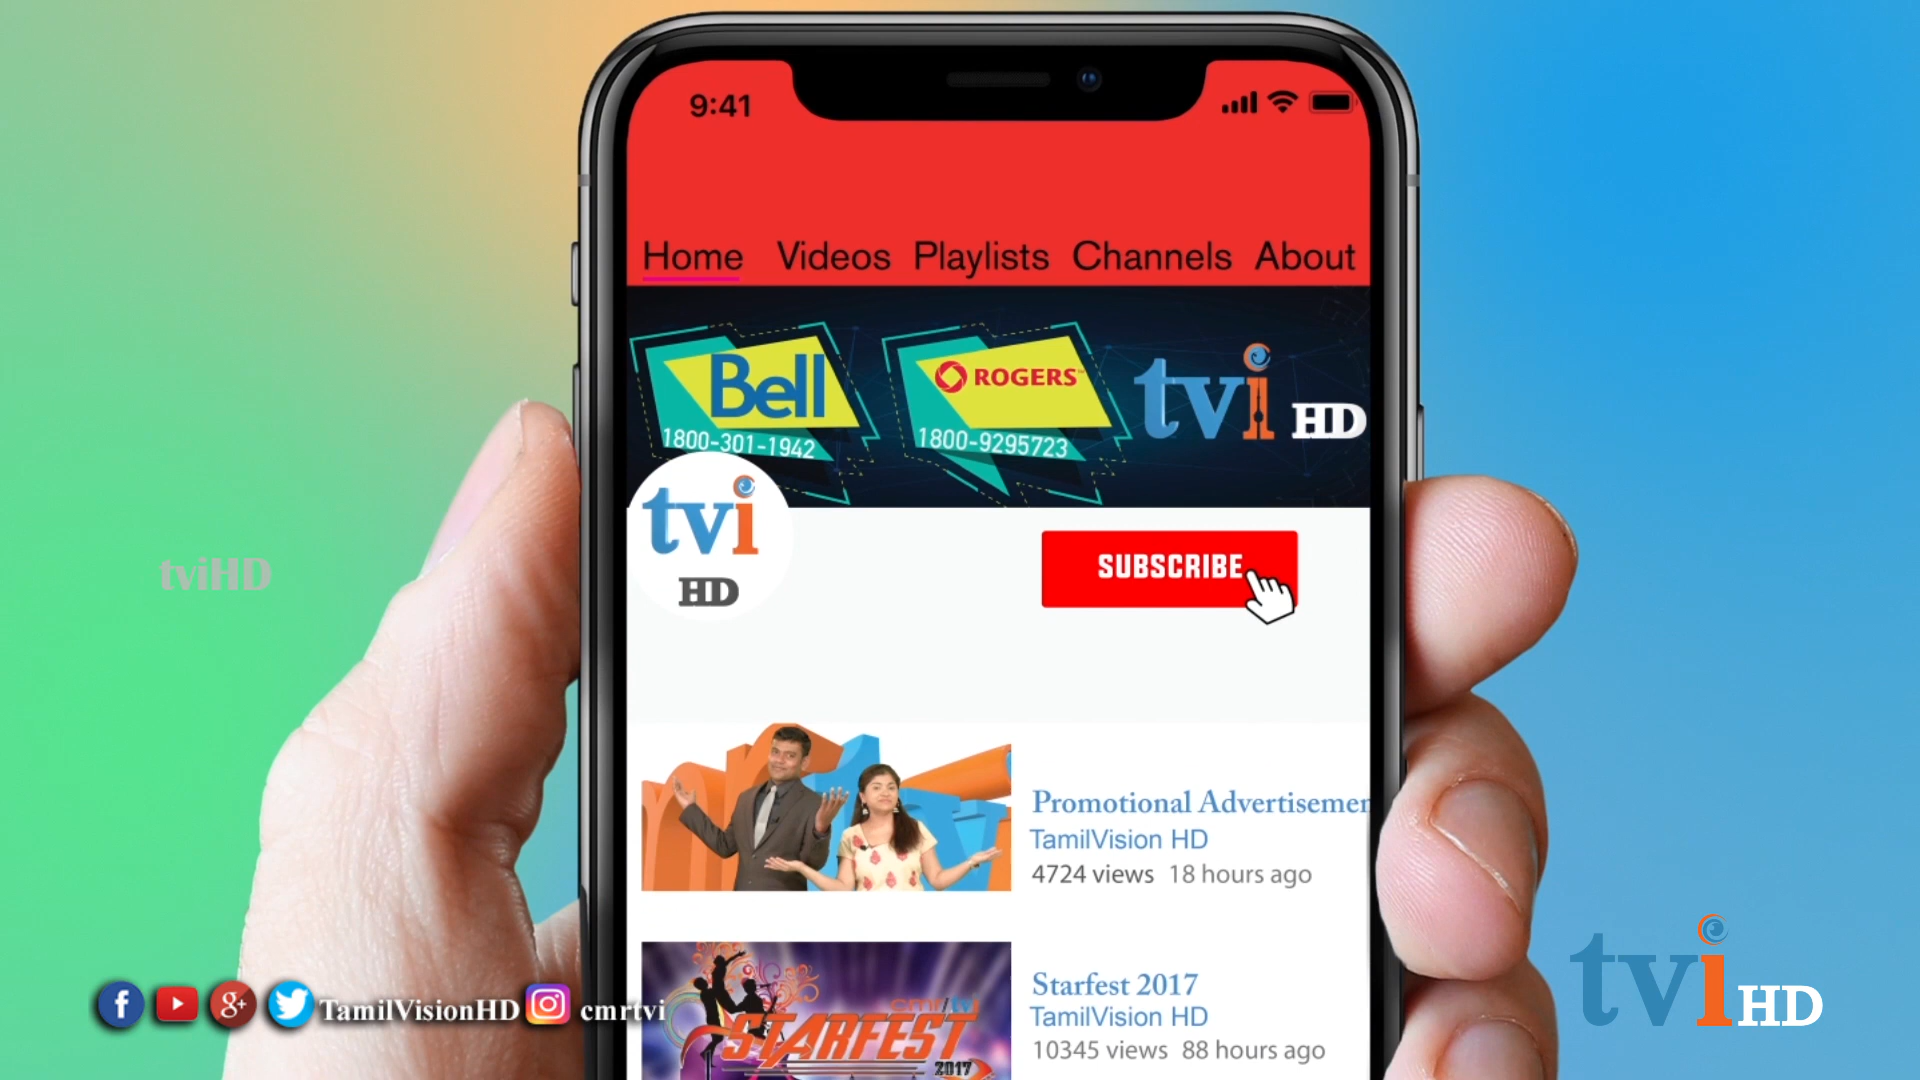 9:41
Home Videos Playlists Channels About
Bell
1800-301-1942
ROGERS
1800-9295723
tvi HD
tvi
HD
SUBSCRIBE
tviHD
Promotional Advertisemen
TamilVision HD
4724 views 18 hours ago
Starfest 2017
TamilVision HD
10345 views 88 hours ago
cmr/tvi
STARFEST
2017
TamilVisionHD
cmrtvi
tvi HD